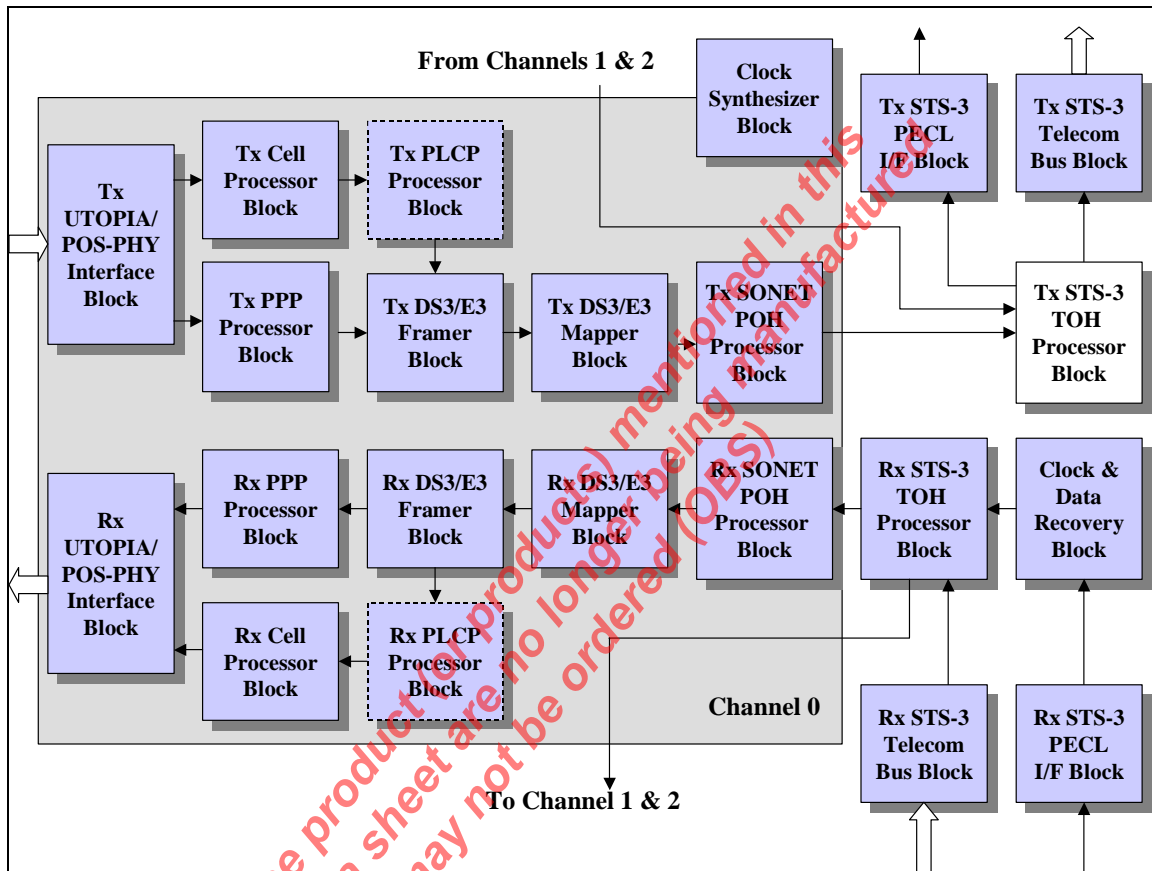 From Channels 1 & 2
Clock
Synthesizer
Block
Tx STS-3
PECL
I/F Block
Tx STS-3
Telecom
Bus Block
Tx
UTOPIA/
POS-PHY
Interface
Block
Tx Cell
Processor
Block
Tx PLCP
Processor
Block
Tx PPP
Processor
Block
Tx DS3/E3
Framer
Block
Tx DS3/E3
Mapper
Block
Tx SONET
POH
Processor
Block
Tx STS-3
TOH
Processor
Block
Rx
UTOPIA/
POS-PHY
Interface
Block
Rx PPP
Processor
Block
Rx DS3/E3
Framer
Block
Rx DS3/E3
Mapper
Block
Rx SONET
POH
Processor
Block
Rx STS-3
TOH
Processor
Block
Clock &
Data
Recovery
Block
Rx Cell
Processor
Block
Rx PLCP
Processor
Block
Channel 0
Rx STS-3
Telecom
Bus Block
Rx STS-3
PECL
I/F Block
To Channel 1 & 2
product (or products) mentioned in this
sheet are no longer being manufactured
may not be ordered (OBS)